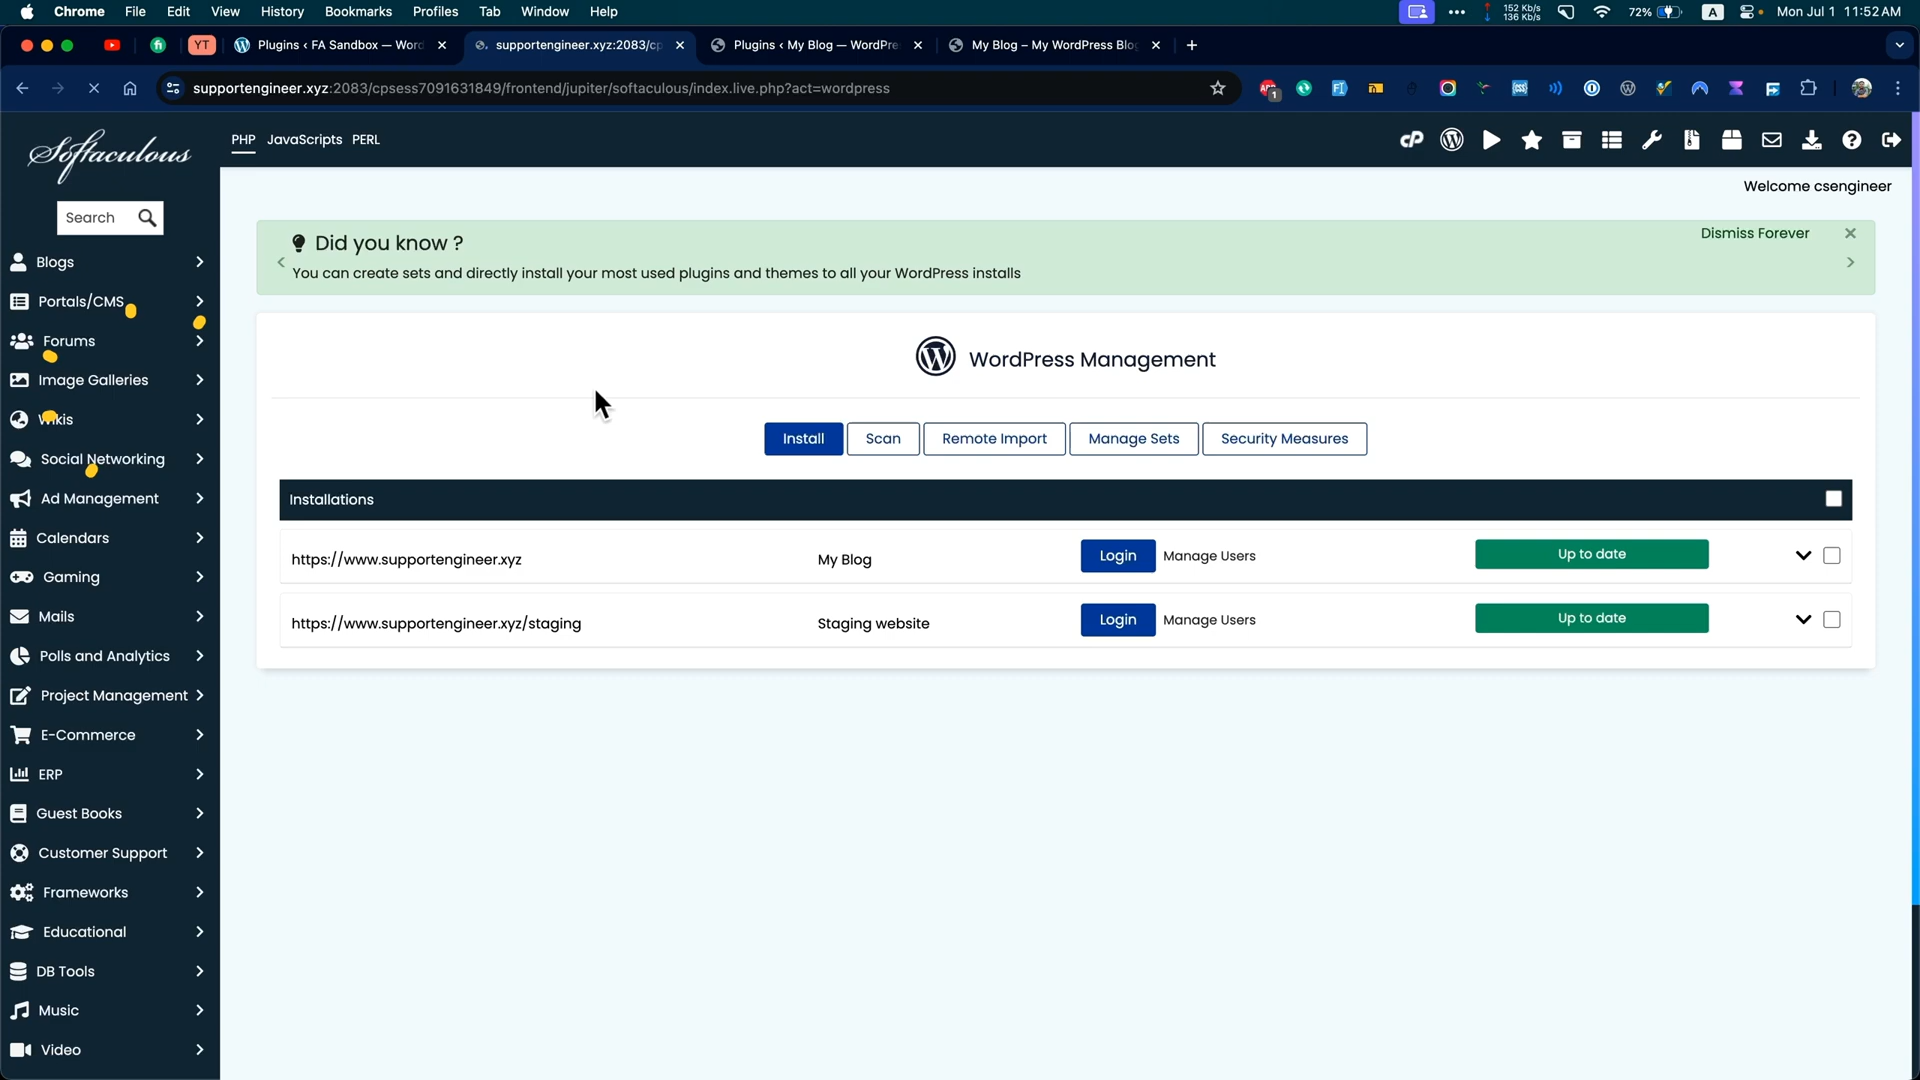 Chrome File Edit View History Bookmarks Profiles Tab Window Help
152 Kb/s
136 Kb/s
72% A Mon Jul 1 11:52 AM
YT Plugins ‹ FA Sandbox — Word supportengineer.xyz:2083/cp Plugins ‹ My Blog — WordPre My Blog – My WordPress Blo
supportengineer.xyz:2083/cpsess7091631849/frontend/jupiter/softaculous/index.live.php?act=wordpress
Softaculous
PHP JavaScripts PERL
Welcome csengineer
Search
Did you know ?
Dismiss Forever
You can create sets and directly install your most used plugins and themes to all your WordPress installs
WordPress Management
Install Scan Remote Import Manage Sets Security Measures
Installations
https://www.supportengineer.xyz My Blog Login Manage Users Up to date
https://www.supportengineer.xyz/staging Staging website Login Manage Users Up to date
Blogs
Portals/CMS
Forums
Image Galleries
Wikis
Social Networking
Ad Management
Calendars
Gaming
Mails
Polls and Analytics
Project Management
E-Commerce
ERP
Guest Books
Customer Support
Frameworks
Educational
DB Tools
Music
Video